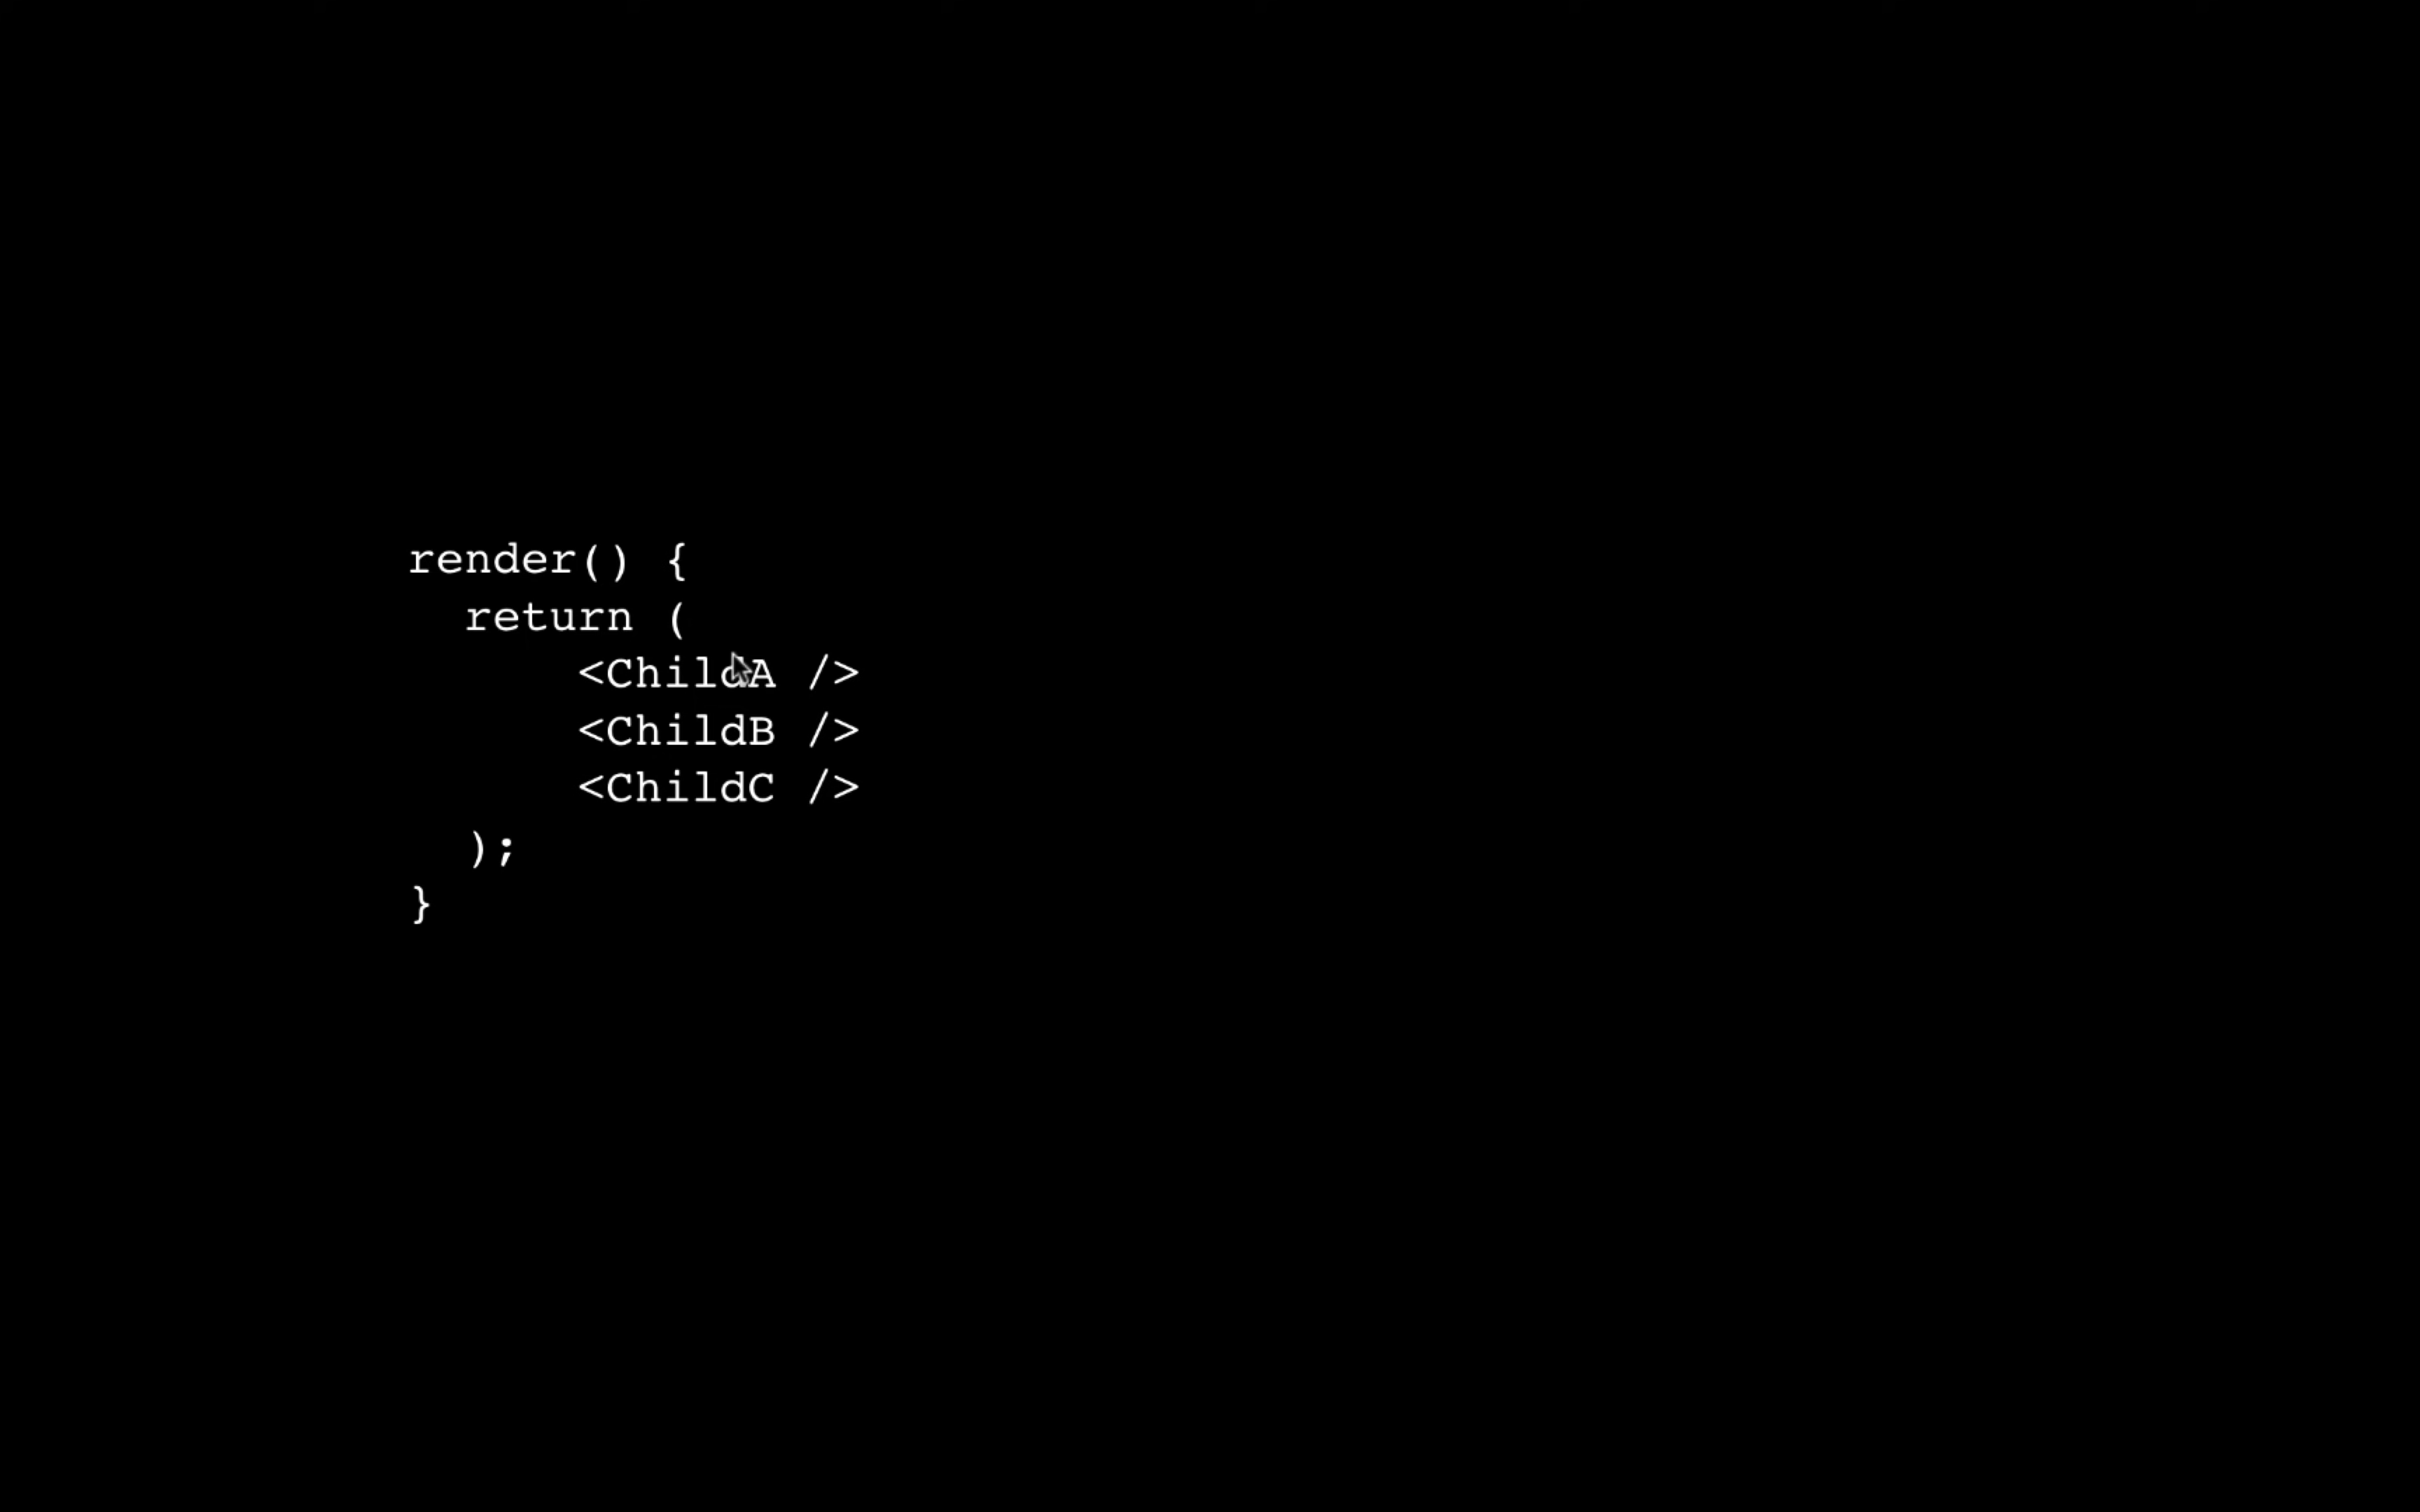 render() {
  return (
      <ChildA />
      <ChildB />
      <ChildC />
  );
}